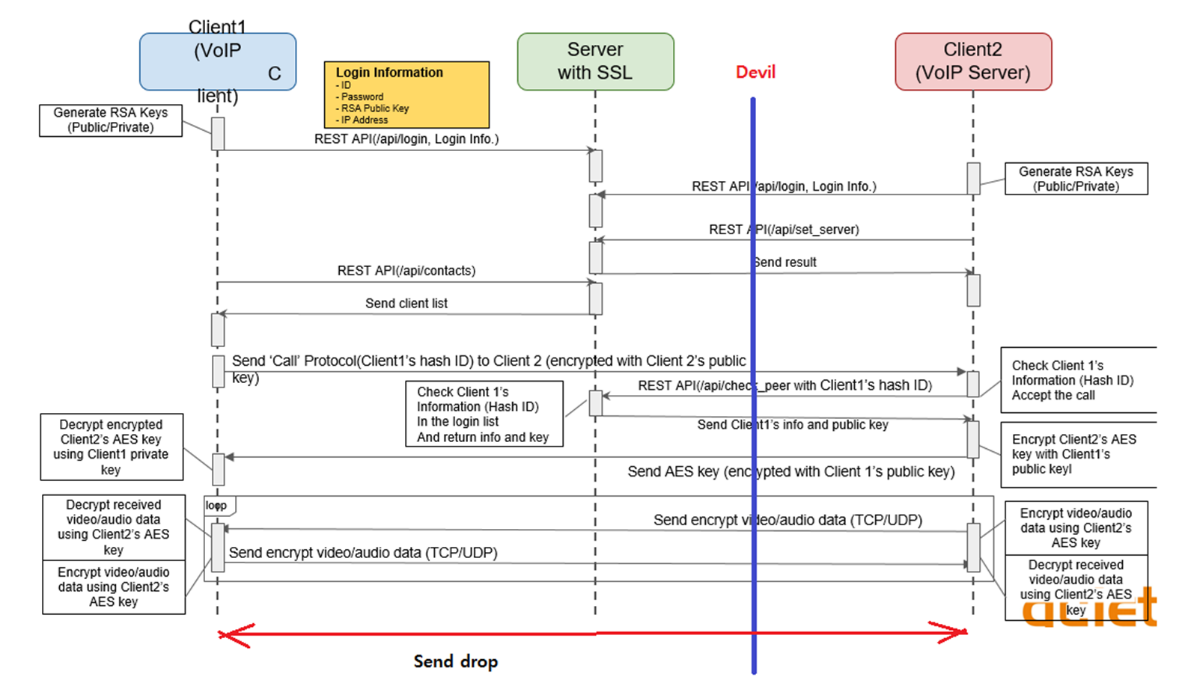 Client1
(VoIP
C
lient)
Server
with SSL
Devil
Client2
(VoIP Server)
Login Information
- ID
- Password
- RSA Public Key
- IP Address
Generate RSA Keys
(Public/Private)
REST API(/api/login, Login Info.)
Generate RSA Keys
(Public/Private)
REST API(/api/login, Login Info.)
REST API(/api/set_server)
Send result
REST API(/api/contacts)
Send client list
Send ‘Call’ Protocol(Client1’s hash ID) to Client 2 (encrypted with Client 2’s public
key)
Check Client 1’s
Information (Hash ID)
Accept the call
REST API(/api/check_peer with Client1’s hash ID)
Check Client 1’s
Information (Hash ID)
In the login list
And return info and key
Send Client1’s info and public key
Decrypt encrypted
Client2’s AES key
using Client1 private
key
Encrypt Client2’s AES
key with Client1’s
public keyl
Send AES key (encrypted with Client 1’s public key)
loop
Decrypt received
video/audio data
using Client2’s AES
key
Send encrypt video/audio data (TCP/UDP)
Encrypt video/audio
data using Client2’s
AES key
Send encrypt video/audio data (TCP/UDP)
Encrypt video/audio
data using Client2’s
AES key
Decrypt received
video/audio data
using Client2’s AES
key
Send drop